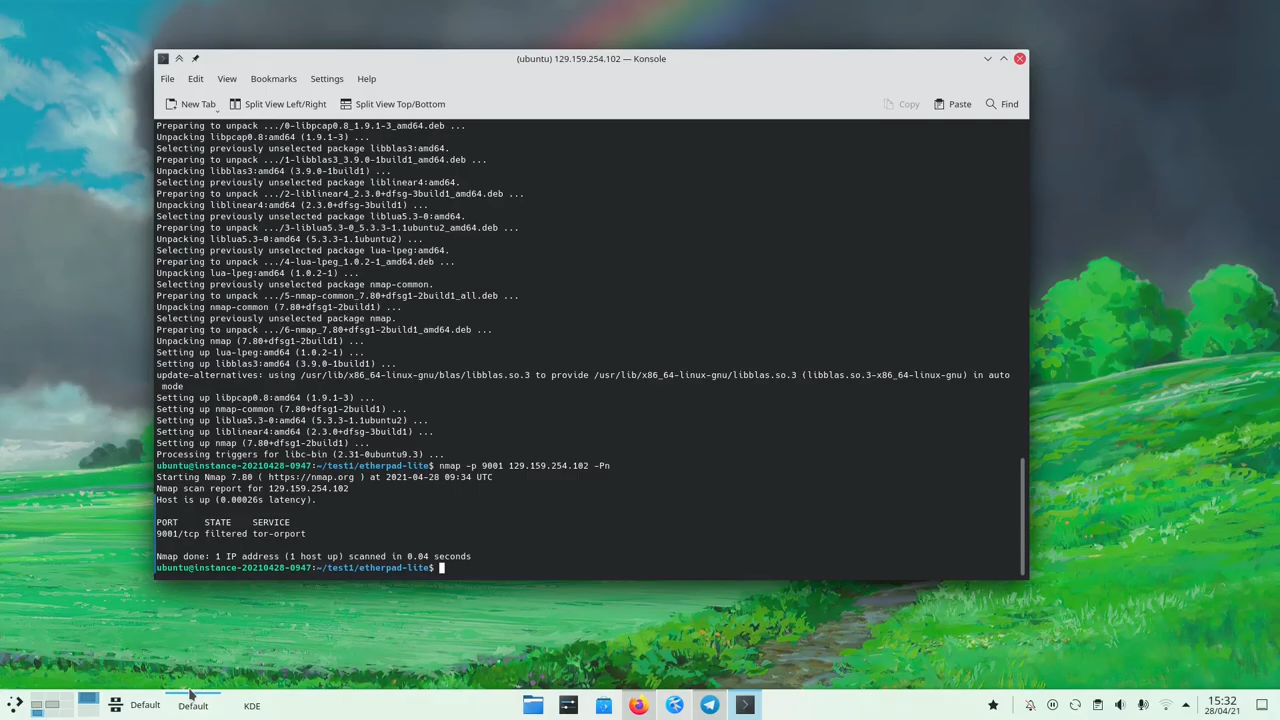 (ubuntu) 129.159.254.102 — Konsole
File Edit View Bookmarks Settings Help
New Tab Split View Left/Right Split View Top/Bottom Copy Paste Find
Preparing to unpack .../0-libpcap0.8_1.9.1-3_amd64.deb ...
Unpacking libpcap0.8:amd64 (1.9.1-3) ...
Selecting previously unselected package libblas3:amd64.
Preparing to unpack .../1-libblas3_3.9.0-1build1_amd64.deb ...
Unpacking libblas3:amd64 (3.9.0-1build1) ...
Selecting previously unselected package liblinear4:amd64.
Preparing to unpack .../2-liblinear4_2.3.0+dfsg-3build1_amd64.deb ...
Unpacking liblinear4:amd64 (2.3.0+dfsg-3build1) ...
Selecting previously unselected package liblua5.3-0:amd64.
Preparing to unpack .../3-liblua5.3-0_5.3.3-1.1ubuntu2_amd64.deb ...
Unpacking liblua5.3-0:amd64 (5.3.3-1.1ubuntu2) ...
Selecting previously unselected package lua-lpeg:amd64.
Preparing to unpack .../4-lua-lpeg_1.0.2-1_amd64.deb ...
Unpacking lua-lpeg:amd64 (1.0.2-1) ...
Selecting previously unselected package nmap-common.
Preparing to unpack .../5-nmap-common_7.80+dfsg1-2build1_all.deb ...
Unpacking nmap-common (7.80+dfsg1-2build1) ...
Selecting previously unselected package nmap.
Preparing to unpack .../6-nmap_7.80+dfsg1-2build1_amd64.deb ...
Unpacking nmap (7.80+dfsg1-2build1) ...
Setting up lua-lpeg:amd64 (1.0.2-1) ...
Setting up libblas3:amd64 (3.9.0-1build1) ...
update-alternatives: using /usr/lib/x86_64-linux-gnu/blas/libblas.so.3 to provide /usr/lib/x86_64-linux-gnu/libblas.so.3 (libblas.so.3-x86_64-linux-gnu) in auto
mode
Setting up libpcap0.8:amd64 (1.9.1-3) ...
Setting up nmap-common (7.80+dfsg1-2build1) ...
Setting up liblua5.3-0:amd64 (5.3.3-1.1ubuntu2) ...
Setting up liblinear4:amd64 (2.3.0+dfsg-3build1) ...
Setting up nmap (7.80+dfsg1-2build1) ...
Processing triggers for libc-bin (2.31-0ubuntu9.3) ...
ubuntu@instance-20210428-0947:~/test1/etherpad-lite$ nmap -p 9001 129.159.254.102 -Pn
Starting Nmap 7.80 ( https://nmap.org ) at 2021-04-28 09:34 UTC
Nmap scan report for 129.159.254.102
Host is up (0.00026s latency).
PORT STATE SERVICE
9001/tcp filtered tor-orport
Nmap done: 1 IP address (1 host up) scanned in 0.04 seconds
ubuntu@instance-20210428-0947:~/test1/etherpad-lite$
Default Default KDE
15:32
28/04/21